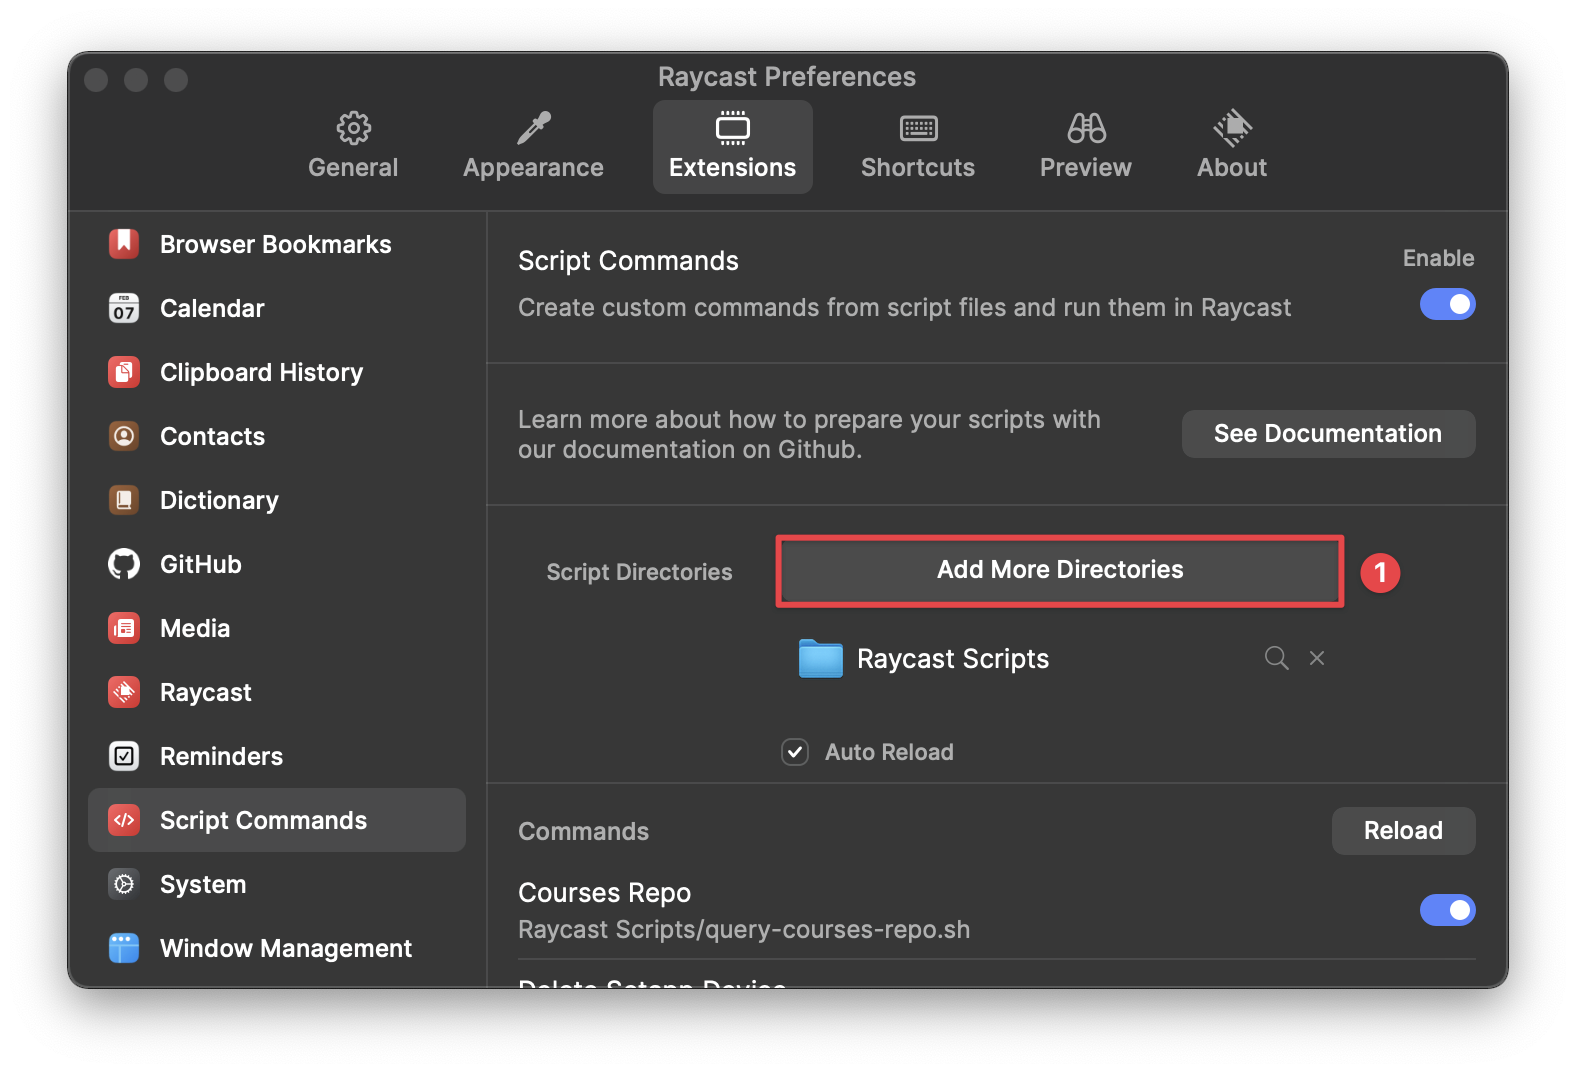 Raycast Preferences
General
Appearance
Extensions
Shortcuts
Preview
About
Browser Bookmarks
FEB
07
Calendar
Clipboard History
Contacts
Dictionary
GitHub
Media
Raycast
Reminders
Script Commands
System
Window Management
Script Commands
Enable
Create custom commands from script files and run them in Raycast
Learn more about how to prepare your scripts with
our documentation on Github.
See Documentation
Script Directories
Add More Directories
1
Raycast Scripts
Auto Reload
Commands
Reload
Courses Repo
Raycast Scripts/query-courses-repo.sh
Delete Setapp Device